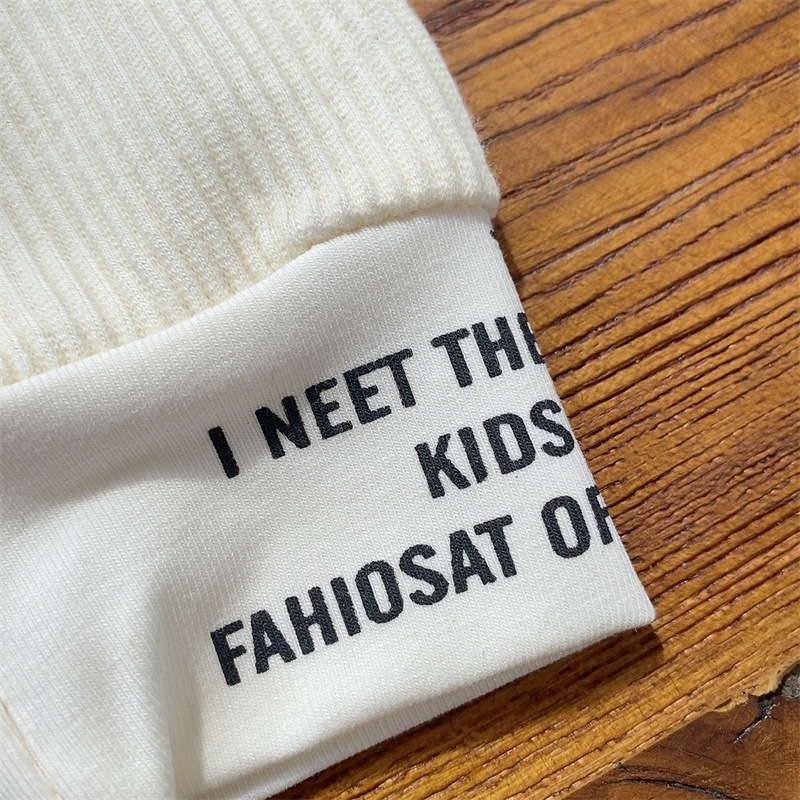 I NEET THE
KIDS
FAHIOSAT OF